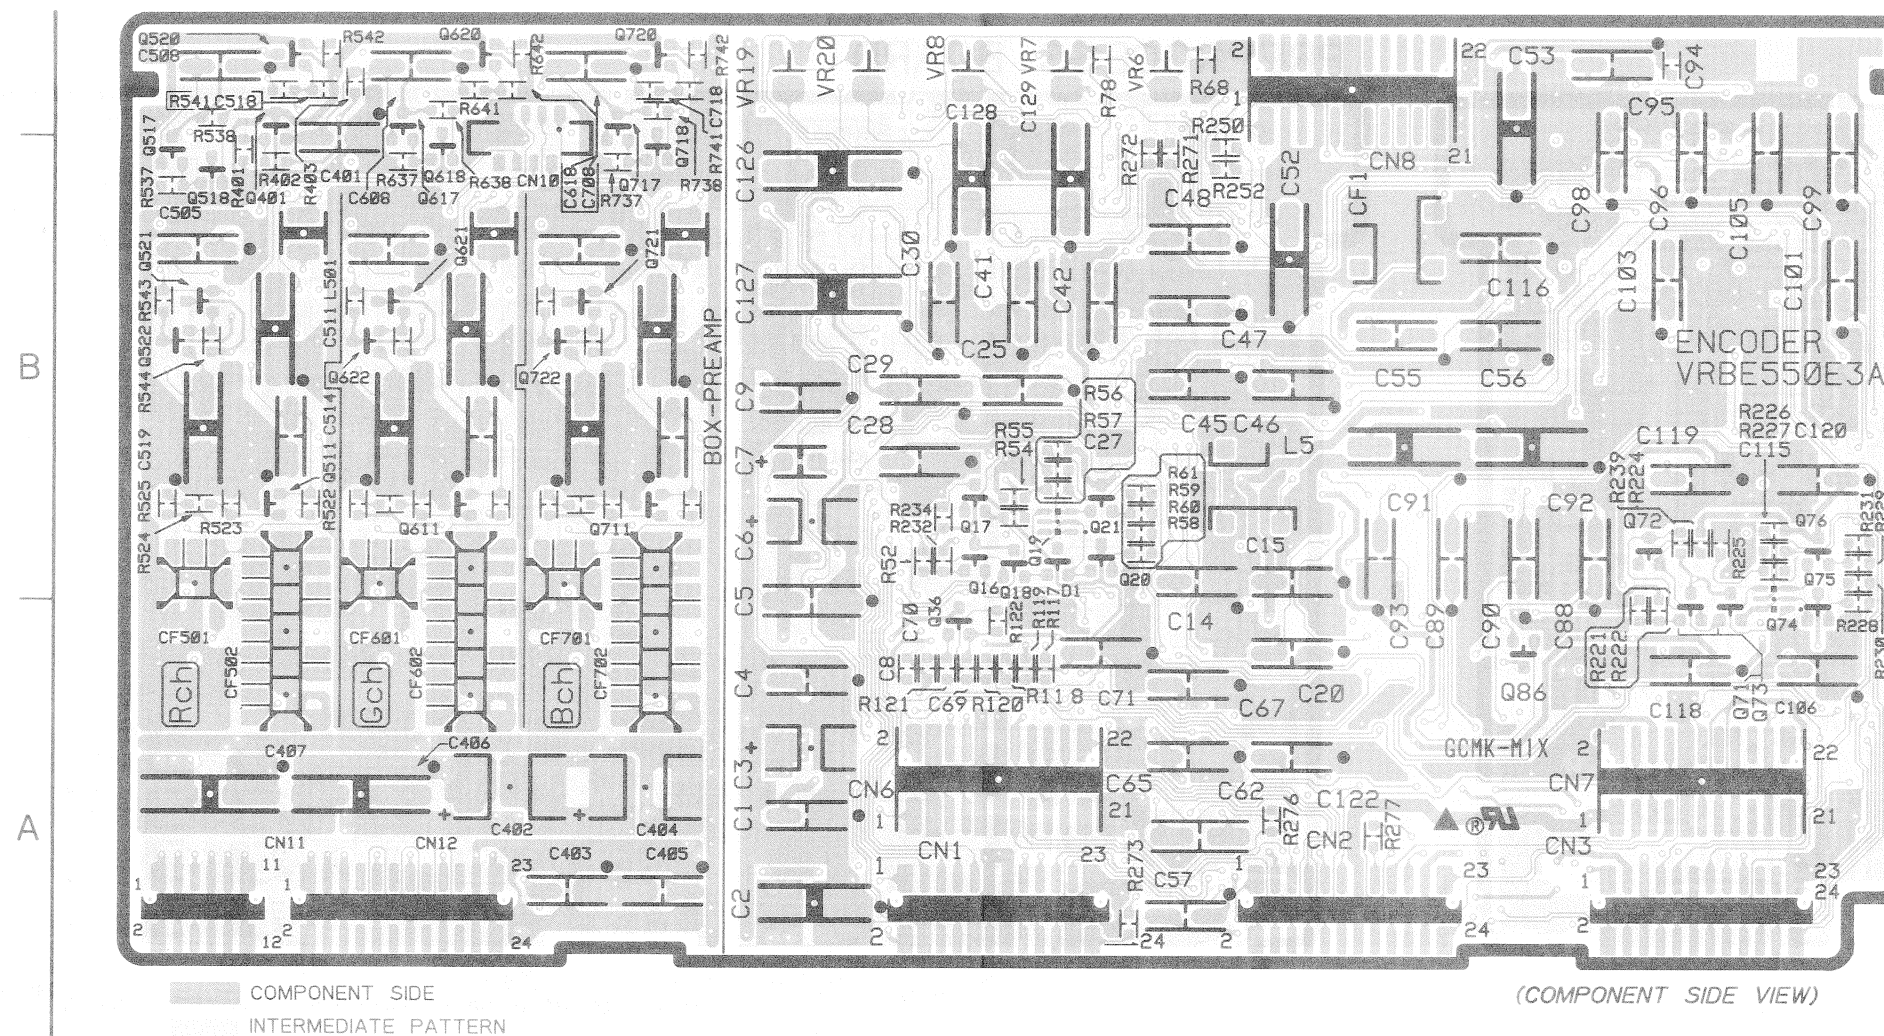 Q520
C508
R542
Q620
R642
Q720
R742
VR19
VR20
VR8
VR7
VR6
2
22
C53
C94
R541 C518
R641
C718
C128
C129
R78
R68
1
C95
Q517
R538
Q718
R741
R272
R271
R250
R252
C52
CN8
21
R537
Q518
R401
Q401
R402
R403
C401
C608
R637
Q617
Q618
R638
CN10
C618
C708
Q717
R737
R738
C126
C48
CF1
C98
C96
C105
C99
C505
Q521
Q621
Q721
C30
C41
C42
C127
C116
C103
C101
R543
L501
C511
Q522
R544
Q622
Q722
BOX-PREAMP
C25
C47
C29
C55
C56
ENCODER
VRBE550E3A
B
C9
C28
R56
R57
C27
R55
R54
C45
C46
L5
R226
R227
C115
C119
C120
C519
C514
Q511
C7
+
R61
R59
R60
R58
R239
R224
R525
R523
R524
R522
Q611
Q711
C6
+
R234
R232
Q17
Q21
C91
C92
Q72
Q76
R231
R229
R52
Q19
C15
R225
Q16
Q18
D1
Q20
Q75
C5
C70
Q36
R122
R119
R117
C14
C93
C89
C90
C88
R221
R222
Q74
R228
R230
CF501
CF502
CF601
CF602
CF701
CF702
Rch
Gch
Bch
C4
C8
R121
C69
R120
R118
C71
C67
C20
Q86
C118
Q71
Q73
C106
C407
C406
C3
+
2
22
GCMK-MIX
2
22
CN6
C65
1
21
C62
C122
CN7
1
21
C402
+
+
C404
C1
R276
CN2
R277
®
CN3
A
CN11
CN12
C403
C405
CN1
1
23
R273
C57
1
23
1
23
24
1
11
1
23
C2
2
12
2
24
2
24
2
24
2
COMPONENT SIDE
(COMPONENT SIDE VIEW)
INTERMEDIATE PATTERN